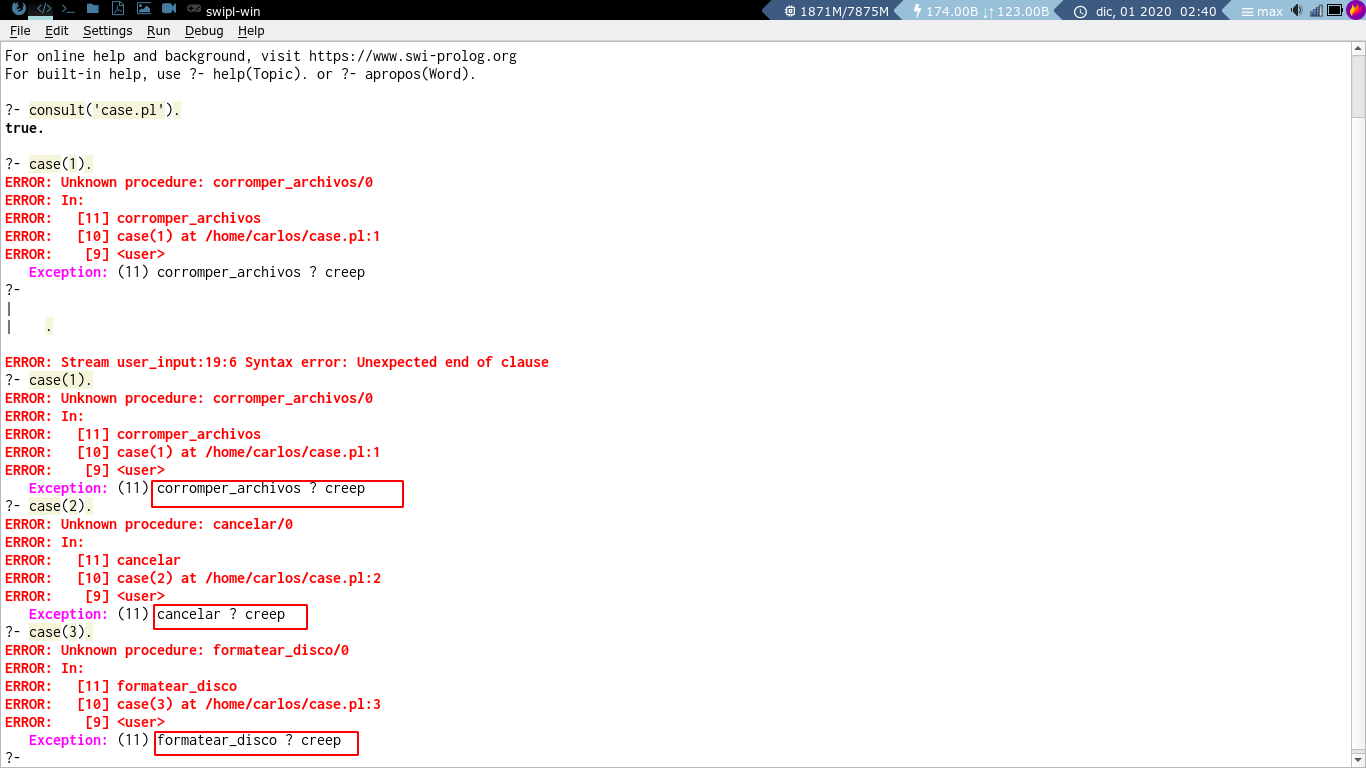 swipl-win
1871M/7875M
174.00B ↓↑ 123.00B
dic, 01 2020 02:40
max
File Edit Settings Run Debug Help
For online help and background, visit https://www.swi-prolog.org
For built-in help, use ?- help(Topic). or ?- apropos(Word).
?- consult('case.pl').
true.
?- case(1).
ERROR: Unknown procedure: corromper_archivos/0
ERROR: In:
ERROR:   [11] corromper_archivos
ERROR:   [10] case(1) at /home/carlos/case.pl:1
ERROR:    [9] <user>
   Exception: (11) corromper_archivos ? creep
?-
|
|    .
ERROR: Stream user_input:19:6 Syntax error: Unexpected end of clause
?- case(1).
ERROR: Unknown procedure: corromper_archivos/0
ERROR: In:
ERROR:   [11] corromper_archivos
ERROR:   [10] case(1) at /home/carlos/case.pl:1
ERROR:    [9] <user>
   Exception: (11) corromper_archivos ? creep
?- case(2).
ERROR: Unknown procedure: cancelar/0
ERROR: In:
ERROR:   [11] cancelar
ERROR:   [10] case(2) at /home/carlos/case.pl:2
ERROR:    [9] <user>
   Exception: (11) cancelar ? creep
?- case(3).
ERROR: Unknown procedure: formatear_disco/0
ERROR: In:
ERROR:   [11] formatear_disco
ERROR:   [10] case(3) at /home/carlos/case.pl:3
ERROR:    [9] <user>
   Exception: (11) formatear_disco ? creep
?-